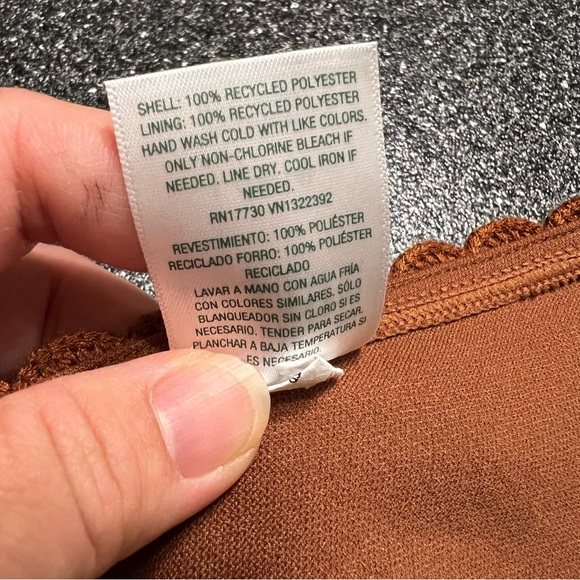 SHELL: 100% RECYCLED POLYESTER
LINING: 100% RECYCLED POLYESTER
HAND WASH COLD WITH LIKE COLORS.
ONLY NON-CHLORINE BLEACH IF
NEEDED. LINE DRY. COOL IRON IF
NEEDED.
RN17730 VN1322392
REVESTIMIENTO: 100% POLIÉSTER
RECICLADO FORRO: 100% POLIÉSTER
RECICLADO
LAVAR A MANO CON AGUA FRÍA
CON COLORES SIMILARES. SÓLO
BLANQUEADOR SIN CLORO SI ES
NECESARIO. TENDER PARA SECAR.
PLANCHAR A BAJA TEMPERATURA SI
ES NECESARIO.